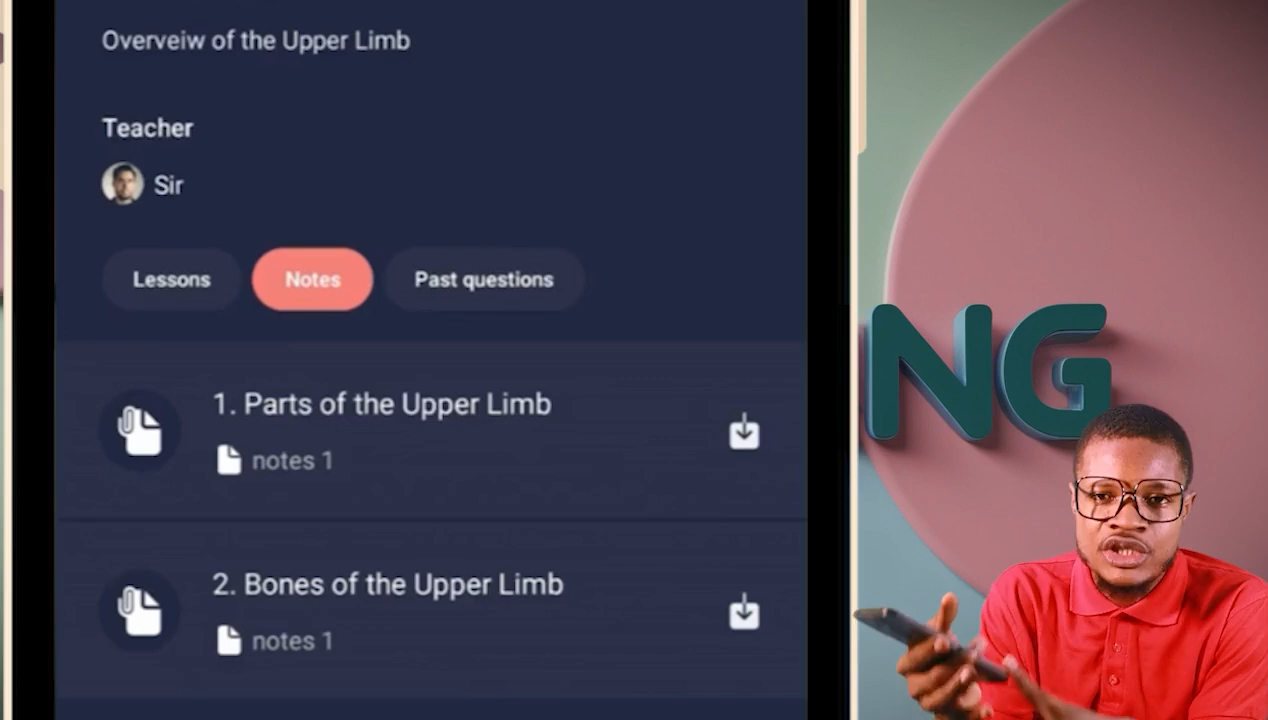 Overveiw of the Upper Limb
Teacher
Sir
Lessons
Notes
Past questions
1. Parts of the Upper Limb
notes 1
2. Bones of the Upper Limb
notes 1
NG